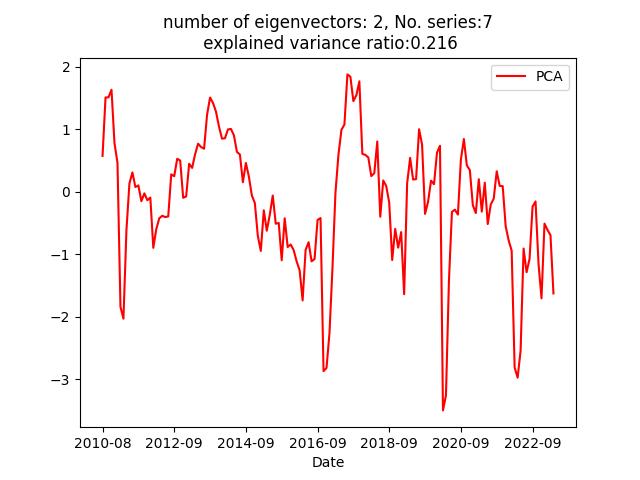 number of eigenvectors: 2, No. series:7
explained variance ratio:0.216
PCA
2
1
0
−1
−2
−3
2010-08 2012-09 2014-09 2016-09 2018-09 2020-09 2022-09
Date